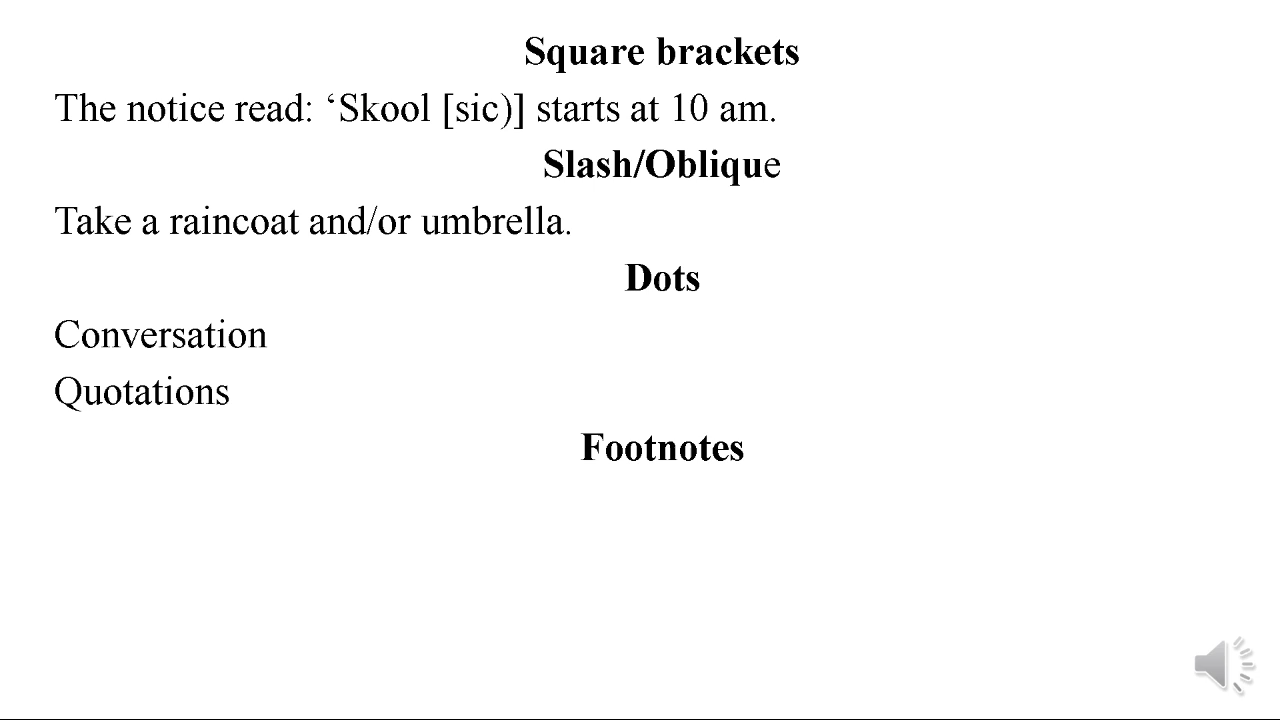 Square brackets
The notice read: ‘Skool [sic)] starts at 10 am.
Slash/Oblique
Take a raincoat and/or umbrella.
Dots
Conversation
Quotations
Footnotes